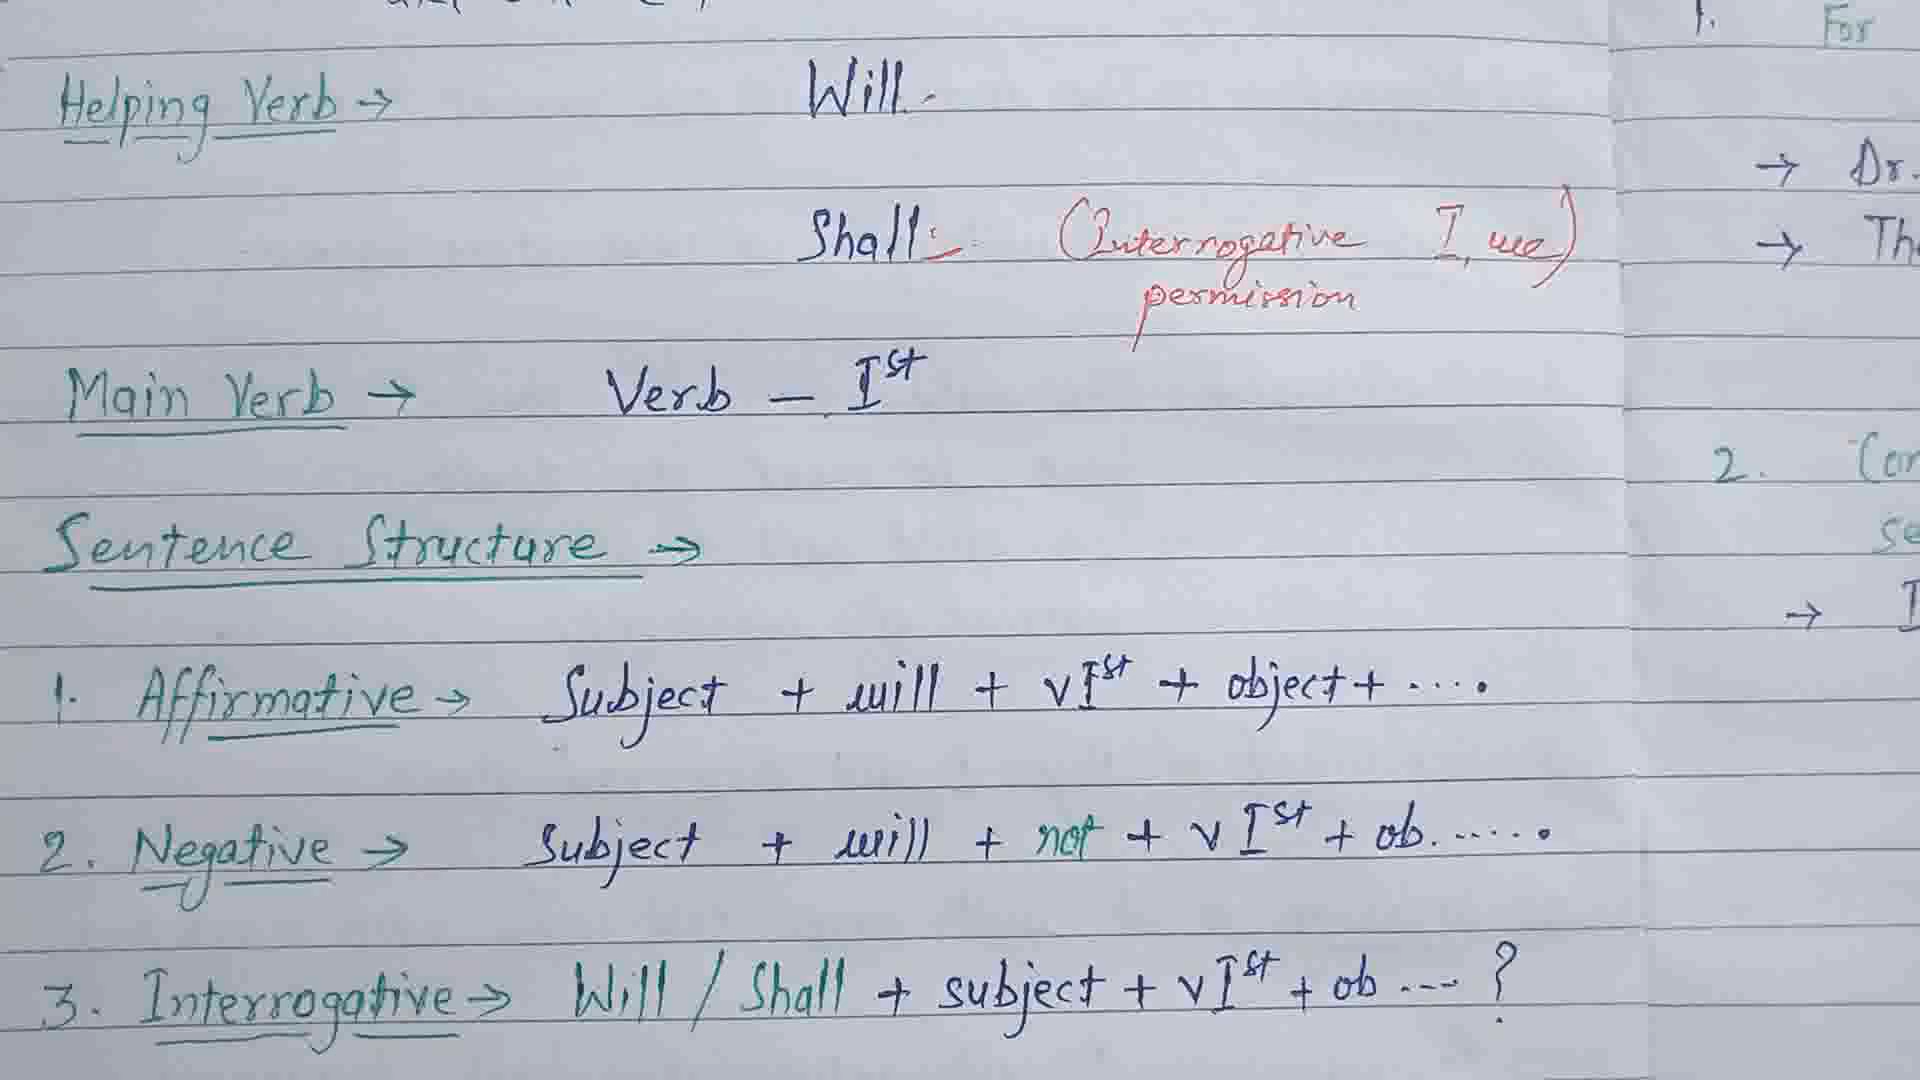 Helping Verb → Will.
Shall:- (Interrogative I, we)
permission
Main Verb → Verb - Ist
Sentence Structure →
1. Affirmative → Subject + will + vIst + object + ....
2. Negative → Subject + will + not + v Ist + ob. .....
3. Interrogative → Will / Shall + subject + vIst + ob ---- ?
1. For
→ Dr.
→ Th
2.
→ I